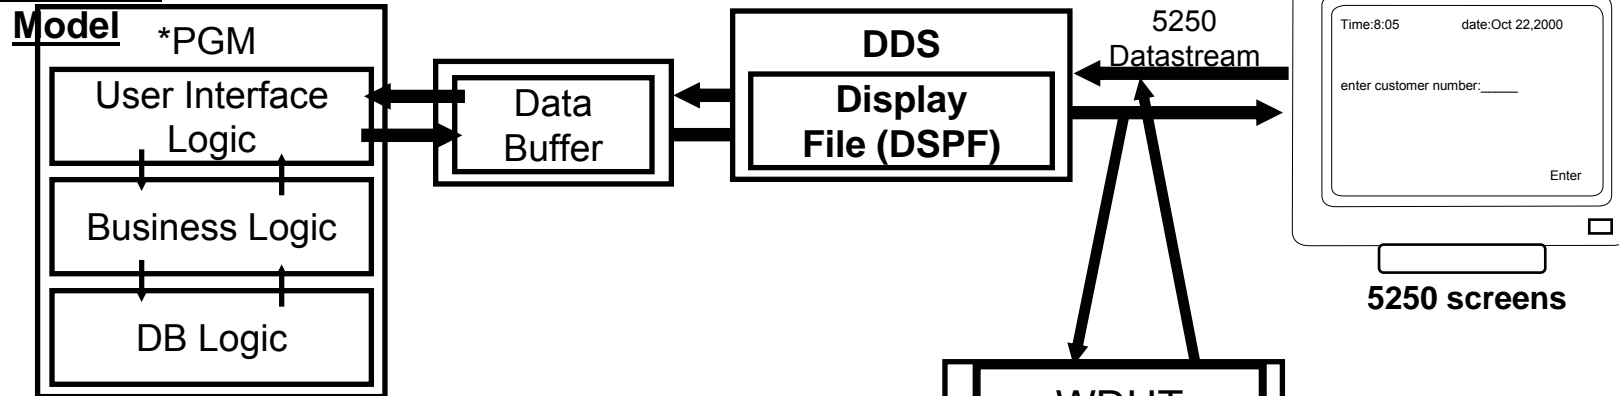 Model
*PGM
User Interface
Logic
Business Logic
DB Logic
Data
Buffer
DDS
Display
File (DSPF)
5250
Datastream
Time:8:05 date:Oct 22,2000
enter customer number:_____
Enter
5250 screens